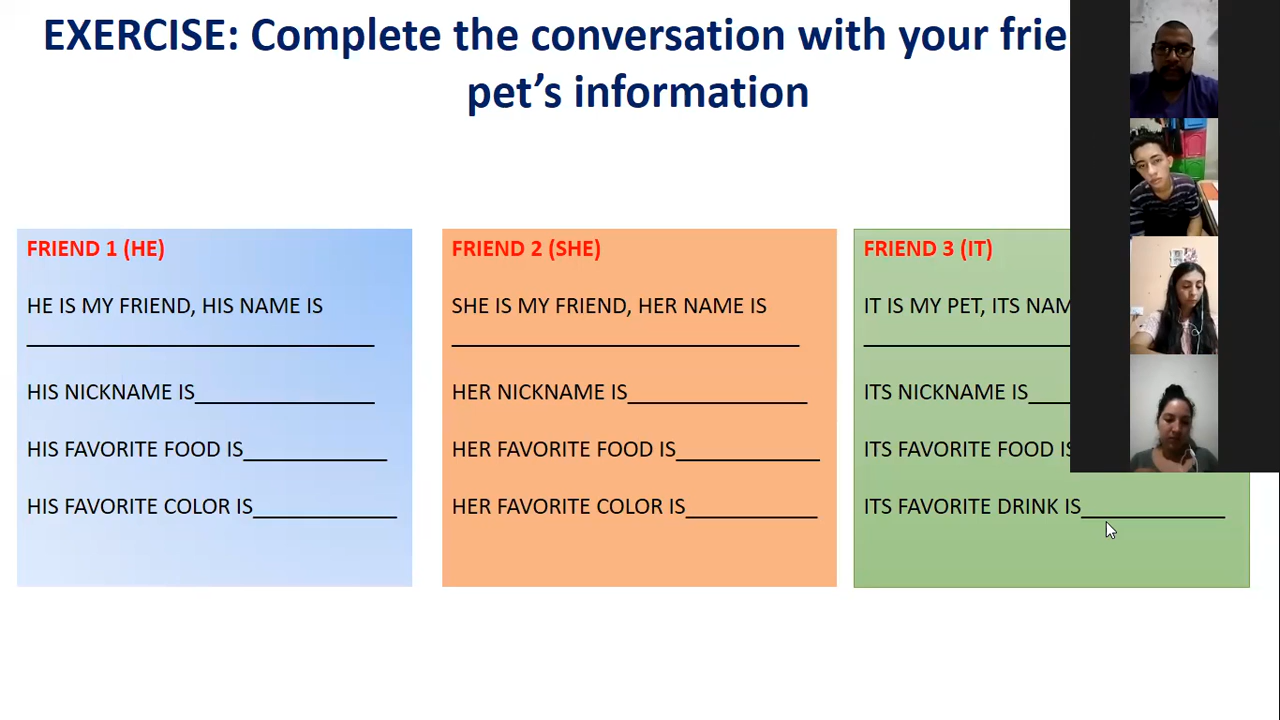 EXERCISE: Complete the conversation with your
pet’s information
FRIEND 1 (HE)
HE IS MY FRIEND, HIS NAME IS
HIS NICKNAME IS
HIS FAVORITE FOOD IS
HIS FAVORITE COLOR IS
FRIEND 2 (SHE)
SHE IS MY FRIEND, HER NAME IS
HER NICKNAME IS
HER FAVORITE FOOD IS
HER FAVORITE COLOR IS
FRIEND 3 (IT)
IT IS MY PET, ITS
ITS NICKNAME IS
ITS FAVORITE FOOD IS
ITS FAVORITE DRINK IS